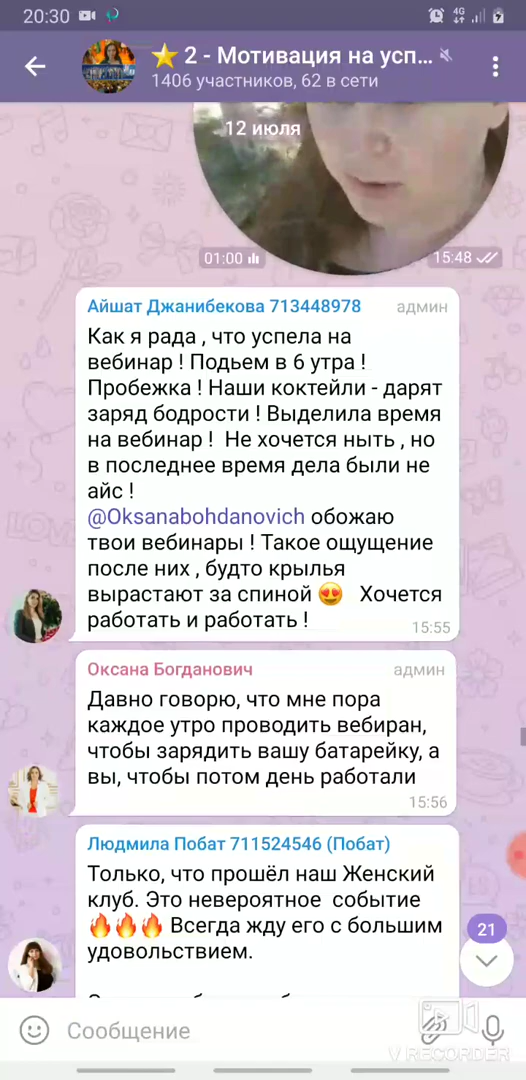 20:30
4G
2 - Мотивация на усп...
1406 участников, 62 в сети
12 июля
01:00
15:48
Айшат Джанибекова 713448978 админ
Как я рада , что успела на
вебинар ! Подьем в 6 утра !
Пробежка ! Наши коктейли - дарят
заряд бодрости ! Выделила время
на вебинар ! Не хочется ныть , но
в последнее время дела были не
айс !
@Oksanabohdanovich обожаю
твои вебинары ! Такое ощущение
после них , будто крылья
вырастают за спиной 😍 Хочется
работать и работать !
15:55
Оксана Богданович админ
Давно говорю, что мне пора
каждое утро проводить вебиран,
чтобы зарядить вашу батарейку, а
вы, чтобы потом день работали
15:56
Людмила Побат 711524546 (Побат)
Только, что прошёл наш Женский
клуб. Это невероятное событие
🔥🔥🔥 Всегда жду его с большим
удовольствием.
21
Сообщение
V RECORDER